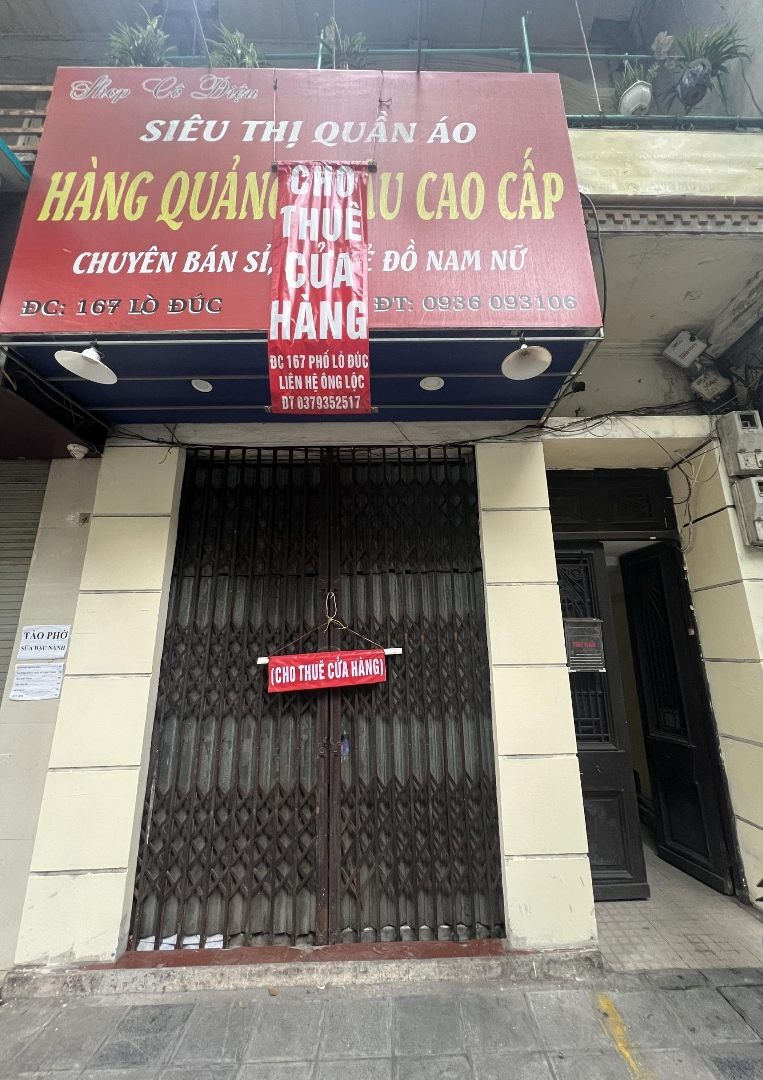 Shop Cô Diệu
SIÊU THỊ QUẦN ÁO
HÀNG QUẢNG ÂU CAO CẤP
CHUYÊN BÁN SỈ, ẺĐỒ NAM NỮ
ĐC: 167 LÒ ĐÚC
ĐT: 0936 093106
CHO
THUÊ
CỬA
HÀNG
ĐC 167 PHỐ LÒ ĐÚC
LIÊN HỆ ÔNG LỘC
ĐT 0379352517
(CHO THUÊ CỬA HÀNG)
TÀO PHỚ
SỮA ĐẬU NÀNH